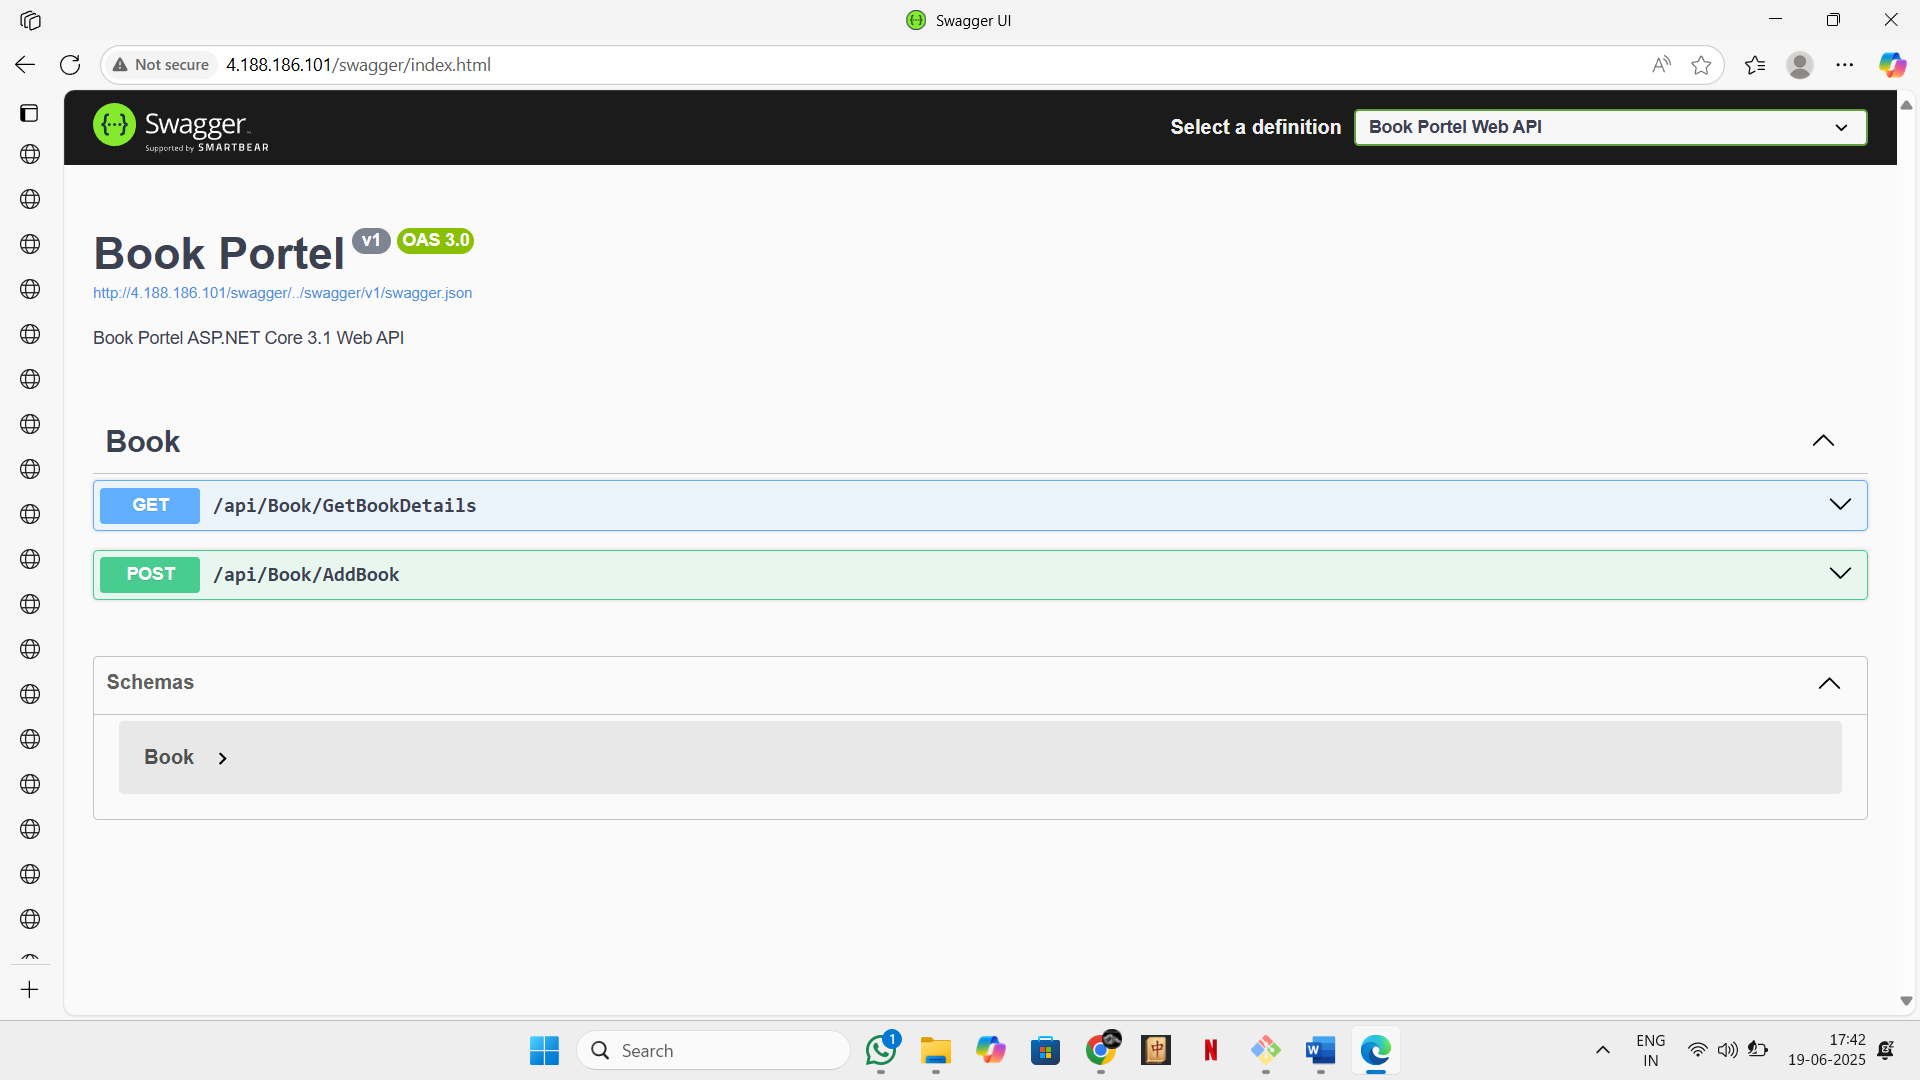 Swagger UI
Not secure
4.188.186.101/swagger/index.html
Swagger
Supported by SMARTBEAR
Select a definition
Book Portel Web API
Book Portel
v1
OAS 3.0
http://4.188.186.101/swagger/../swagger/v1/swagger.json
Book Portel ASP.NET Core 3.1 Web API
Book
GET
/api/Book/GetBookDetails
POST
/api/Book/AddBook
Schemas
Book
Search
1
N
W
ENG
IN
17:42
19-06-2025